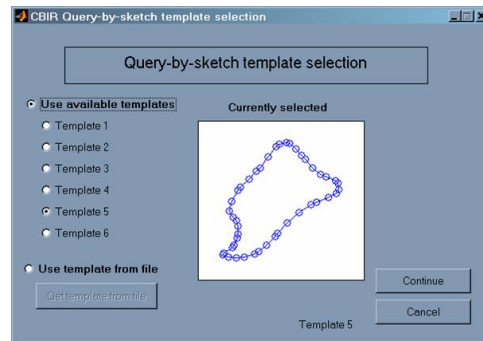 CBIR Query-by-sketch template selection
Query-by-sketch template selection
Use available templates
Template 1
Template 2
Template 3
Template 4
Template 5
Template 6
Use template from file
Get template from file
Currently selected
Template 5
Continue
Cancel